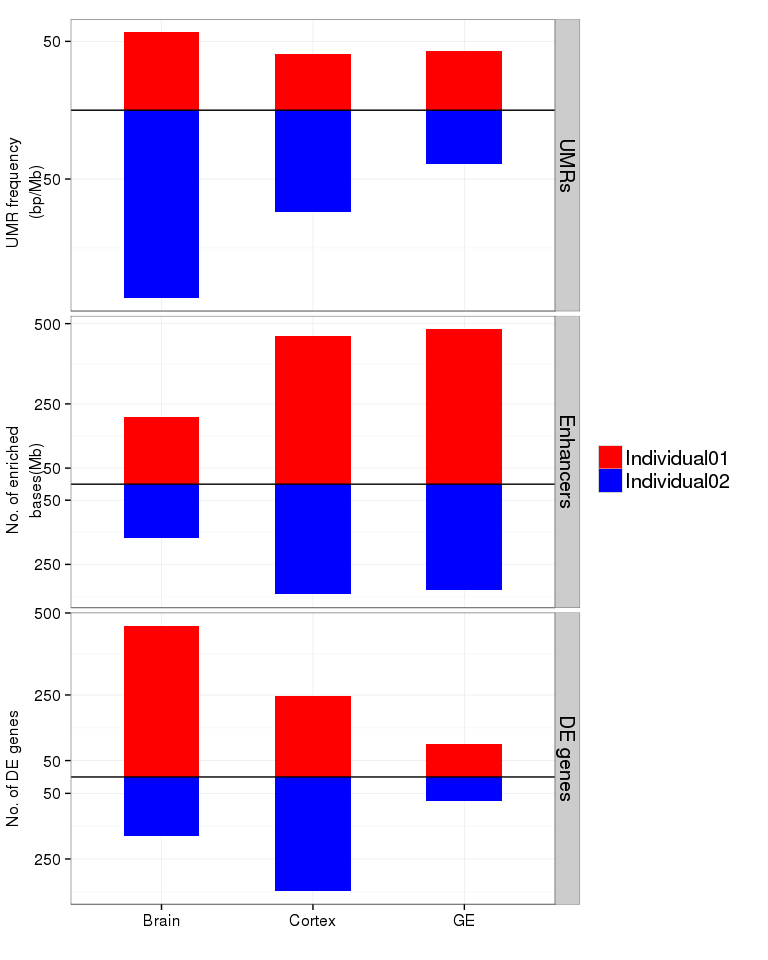 50
50
UMR frequency
(bp/Mb)
UMRs
500
250
50
50
250
No. of enriched
bases(Mb)
Enhancers
500
250
50
50
250
No. of DE genes
DE genes
Brain Cortex GE
Individual01
Individual02